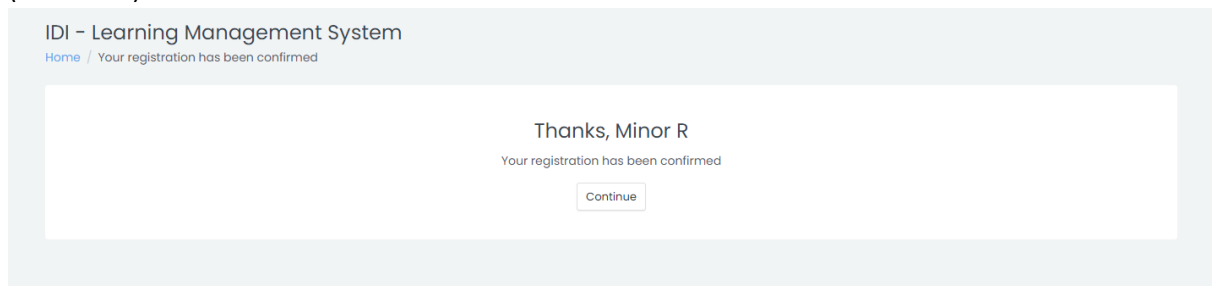 IDI - Learning Management System
Home / Your registration has been confirmed
Thanks, Minor R
Your registration has been confirmed
Continue